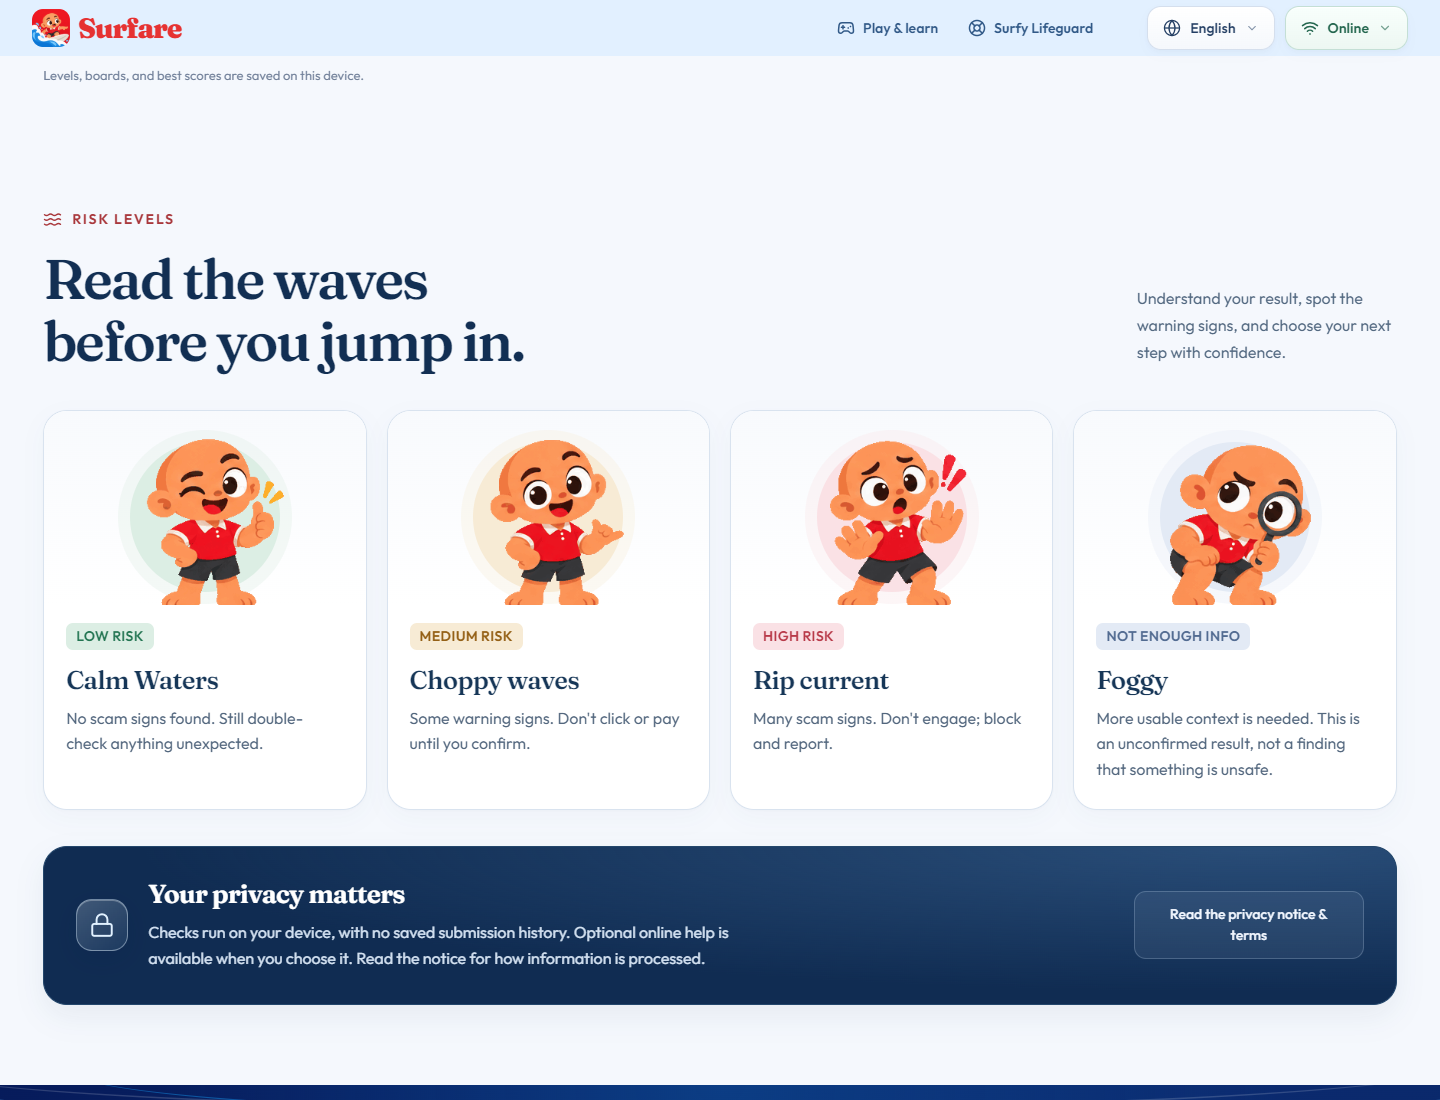 Surfare
Play & learn
Surfy Lifeguard
English
Online
Levels, boards, and best scores are saved on this device.
RISK LEVELS
Read the waves
before you jump in.
Understand your result, spot the
warning signs, and choose your next
step with confidence.
LOW RISK
Calm Waters
No scam signs found. Still double-
check anything unexpected.
MEDIUM RISK
Choppy waves
Some warning signs. Don't click or pay
until you confirm.
HIGH RISK
Rip current
Many scam signs. Don't engage; block
and report.
NOT ENOUGH INFO
Foggy
More usable context is needed. This is
an unconfirmed result, not a finding
that something is unsafe.
Your privacy matters
Checks run on your device, with no saved submission history. Optional online help is
available when you choose it. Read the notice for how information is processed.
Read the privacy notice &
terms